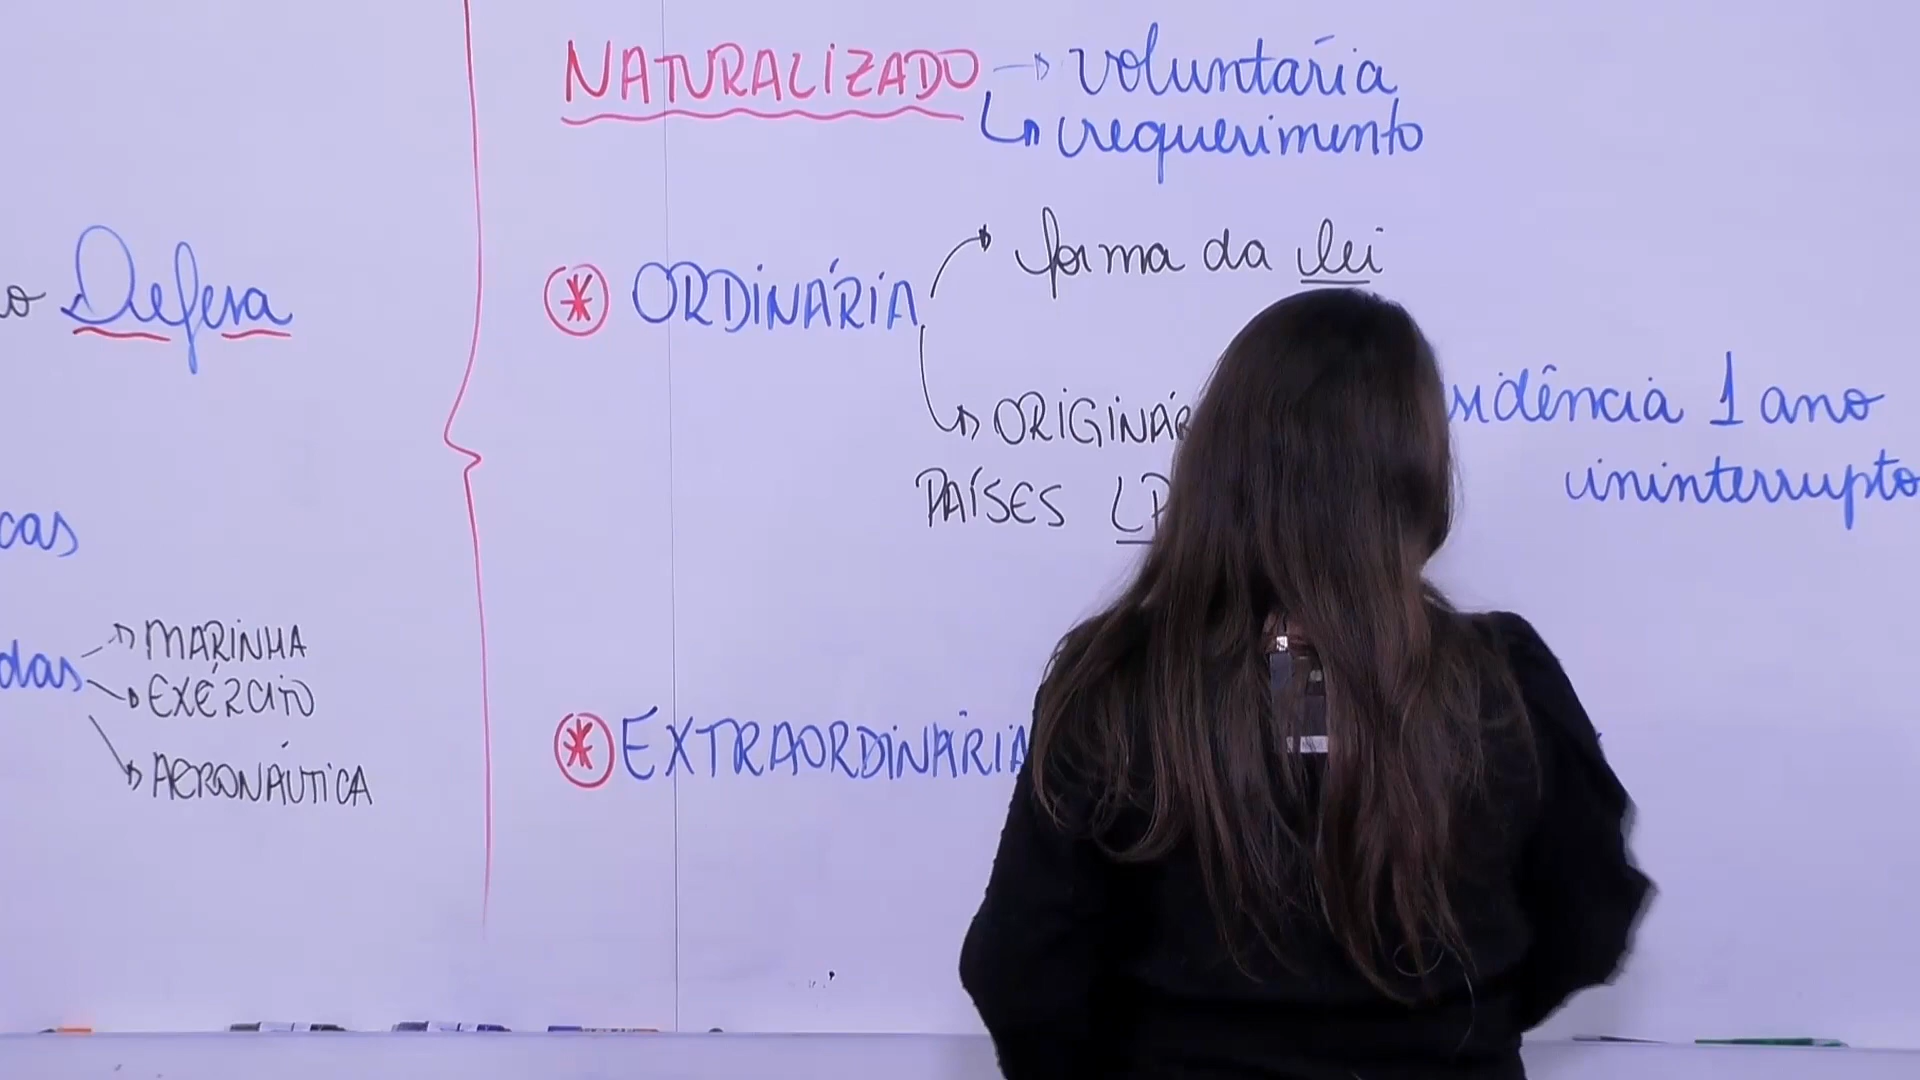 NATURALIZADO voluntária
requerimento
forma da lei
o Defesa
ORDINÁRIA
ORIGINÁR
sidência 1 ano
PAÍSES LP
ininterrupto
cas
das
MARINHA
EXÉRCITO
AERONÁUTICA
EXTRAORDINÁRIA